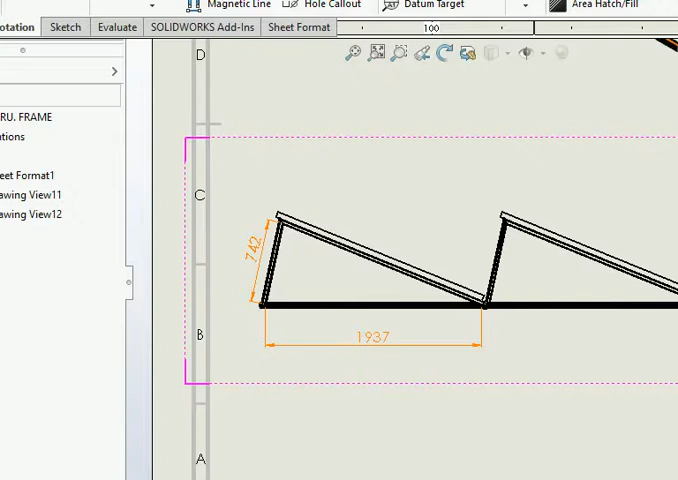 Magnetic Line
Hole Callout
Datum Target
Area Hatch/Fill
otation
Sketch
Evaluate
SOLIDWORKS Add-Ins
Sheet Format
100
D
RU. FRAME
ations
eet Format1
awing View11
awing View12
C
742
B
1937
A